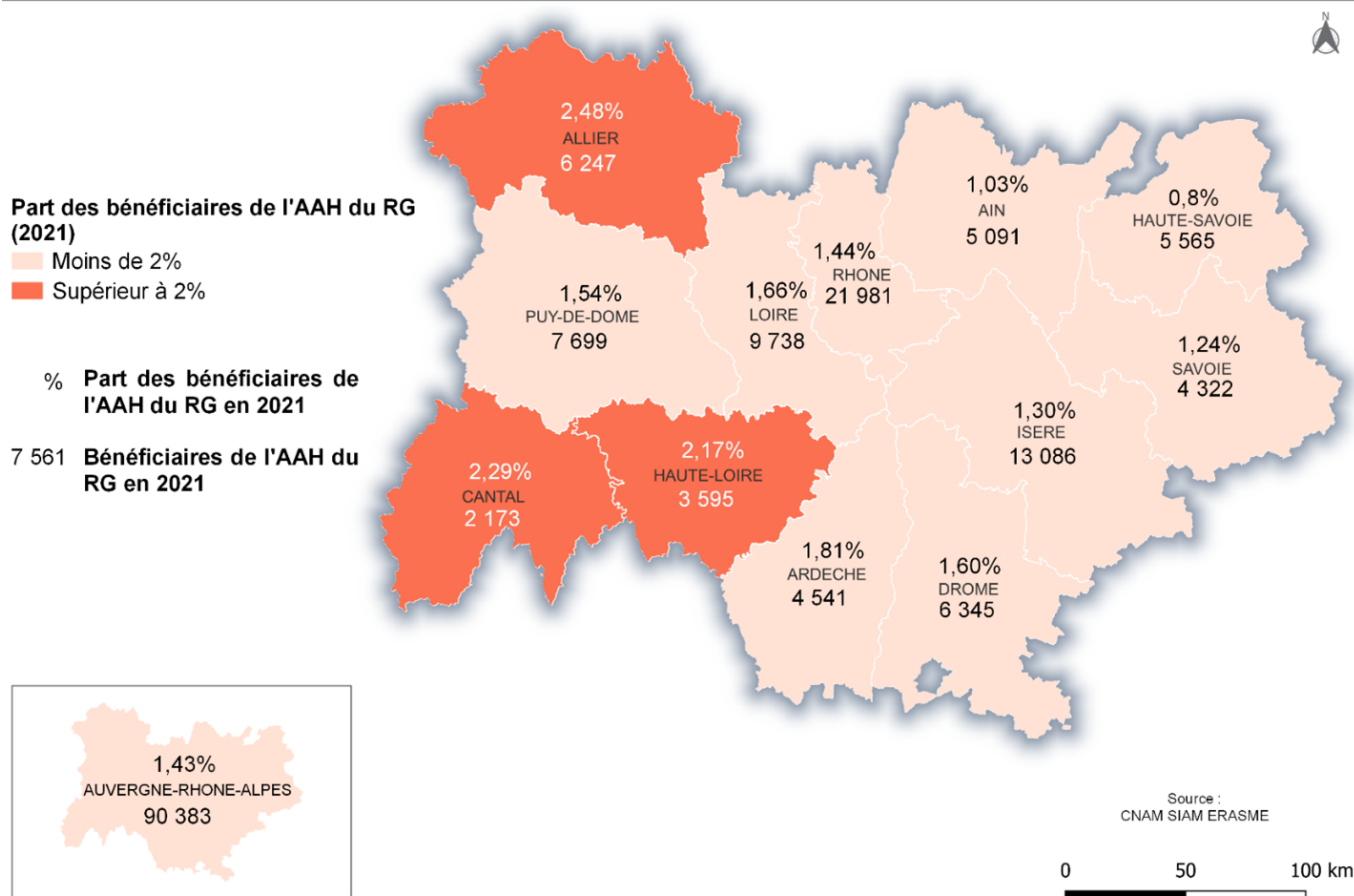 N
2,48%
ALLIER
6 247
Part des bénéficiaires de l'AAH du RG
(2021)
Moins de 2%
Supérieur à 2%
% Part des bénéficiaires de
l'AAH du RG en 2021
7 561 Bénéficiaires de l'AAH du
RG en 2021
1,03%
AIN
5 091
0,8%
HAUTE-SAVOIE
5 565
1,44%
RHONE
21 981
1,54%
PUY-DE-DOME
7 699
1,66%
LOIRE
9 738
1,24%
SAVOIE
4 322
1,30%
ISERE
13 086
2,29%
CANTAL
2 173
2,17%
HAUTE-LOIRE
3 595
1,81%
ARDECHE
4 541
1,60%
DROME
6 345
1,43%
AUVERGNE-RHONE-ALPES
90 383
Source :
CNAM SIAM ERASME
0 50 100 km